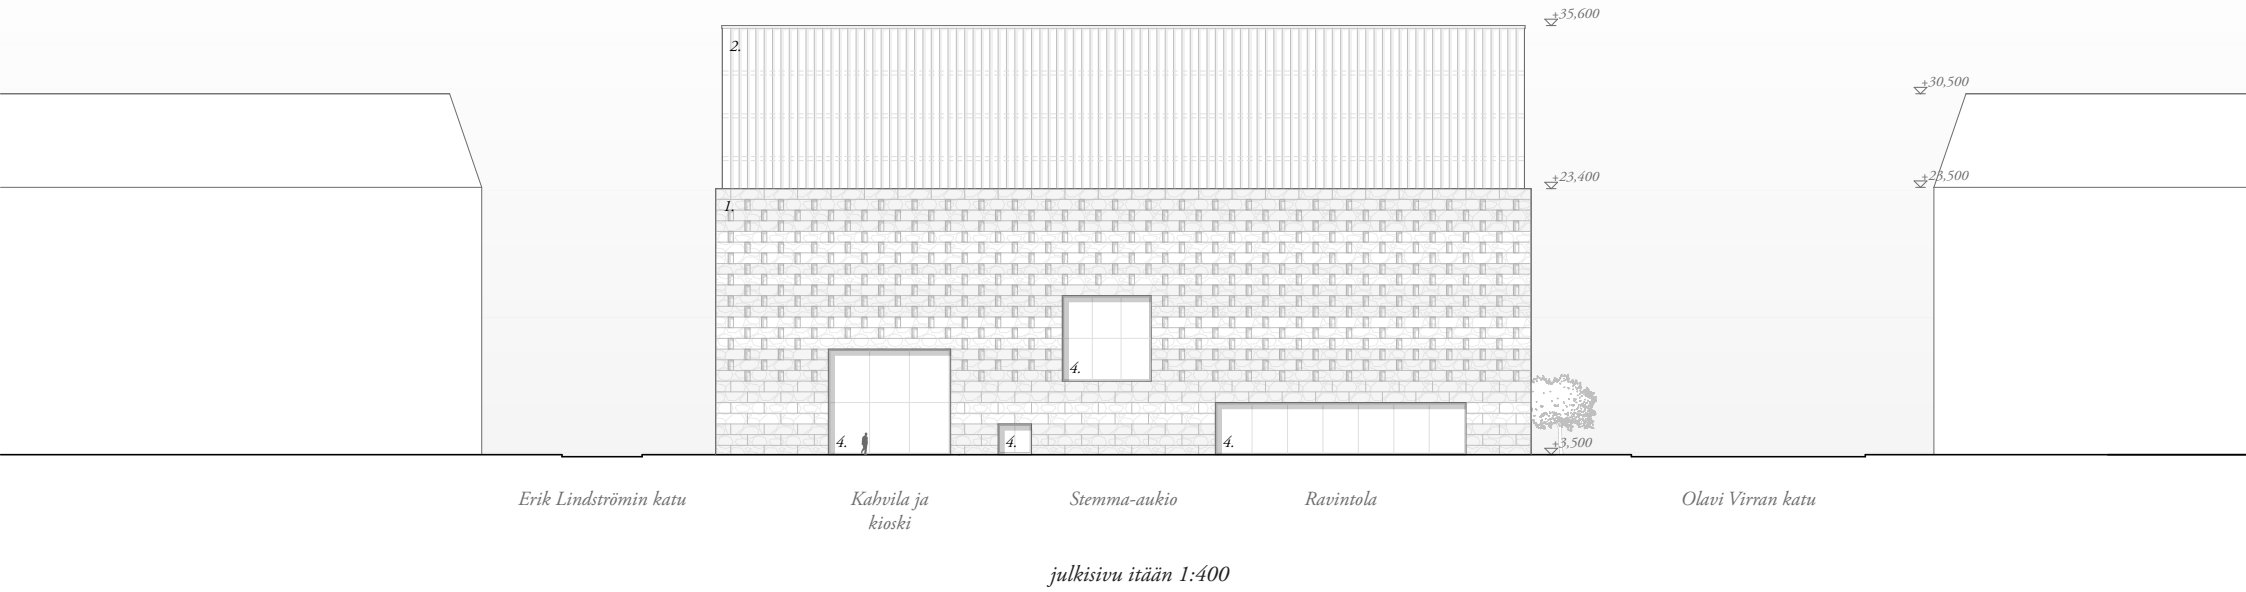 +35,600
2.
+30,500
+23,400
+23,500
1.
4.
4.
4.
4.
+3,500
Erik Lindströmin katu
Kahvila ja
kioski
Stemma-aukio
Ravintola
Olavi Virran katu
julkisivu itään 1:400